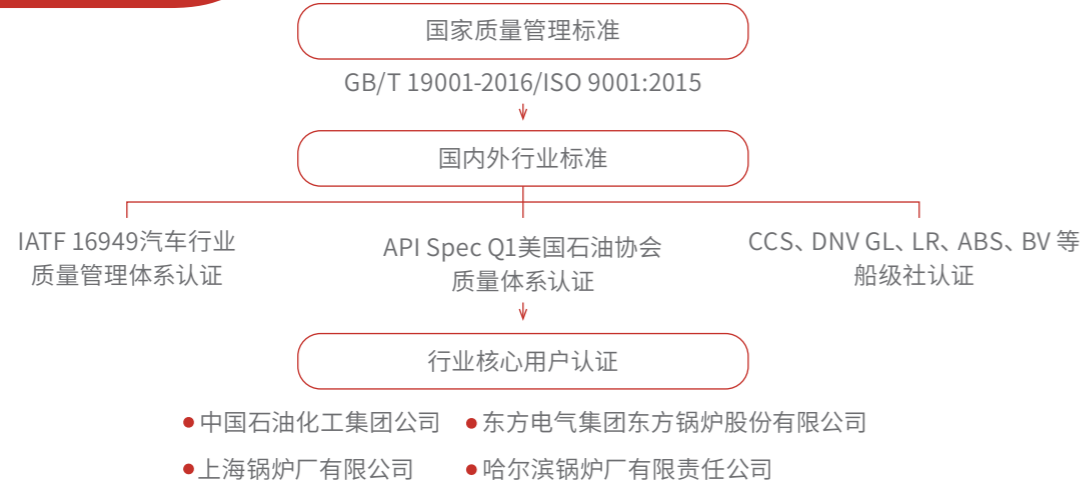 国家质量管理标准
GB/T 19001-2016/ISO 9001:2015
国内外行业标准
IATF 16949汽车行业
质量管理体系认证
API Spec Q1美国石油协会
质量体系认证
CCS、DNV GL、LR、ABS、BV 等
船级社认证
行业核心用户认证
中国石油化工集团公司
东方电气集团东方锅炉股份有限公司
上海锅炉厂有限公司
哈尔滨锅炉厂有限责任公司